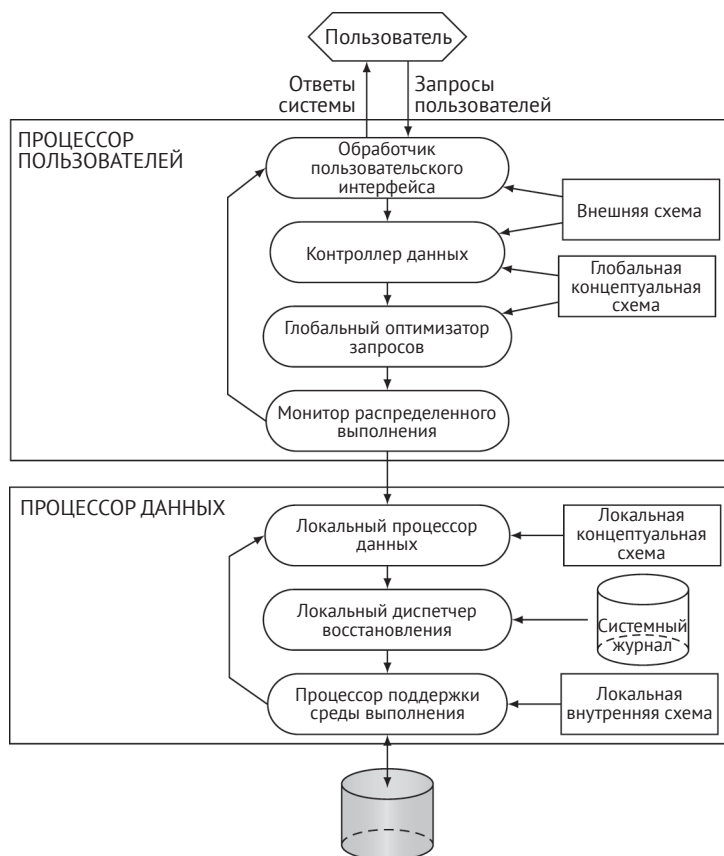 Пользователь
Ответы
системы
Запросы
пользователей
ПРОЦЕССОР
ПОЛЬЗОВАТЕЛЕЙ
Обработчик
пользовательского
интерфейса
Внешняя схема
Контроллер данных
Глобальная
концептуальная
схема
Глобальный оптимизатор
запросов
Монитор распределенного
выполнения
ПРОЦЕССОР ДАННЫХ
Локальный процессор
данных
Локальная
концептуальная
схема
Локальный диспетчер
восстановления
Системный
журнал
Процессор поддержки
среды выполнения
Локальная
внутренняя схема